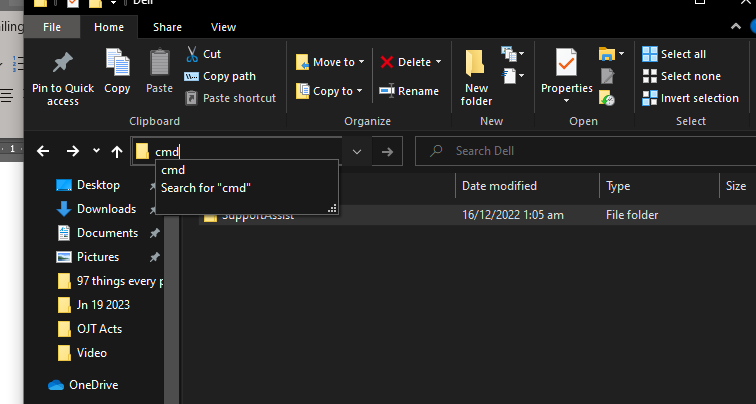 Dell
File Home Share View
Pin to Quick access
Copy
Paste
Cut
Copy path
Paste shortcut
Clipboard
Move to
Copy to
Delete
Rename
Organize
New folder
New
Properties
Open
Select all
Select none
Invert selection
Select
1
cmd
Search Dell
cmd
Search for "cmd"
Date modified Type Size
SupportAssist 16/12/2022 1:05 am File folder
Desktop
Downloads
Documents
Pictures
97 things every p
Jn 19 2023
OJT Acts
Video
OneDrive